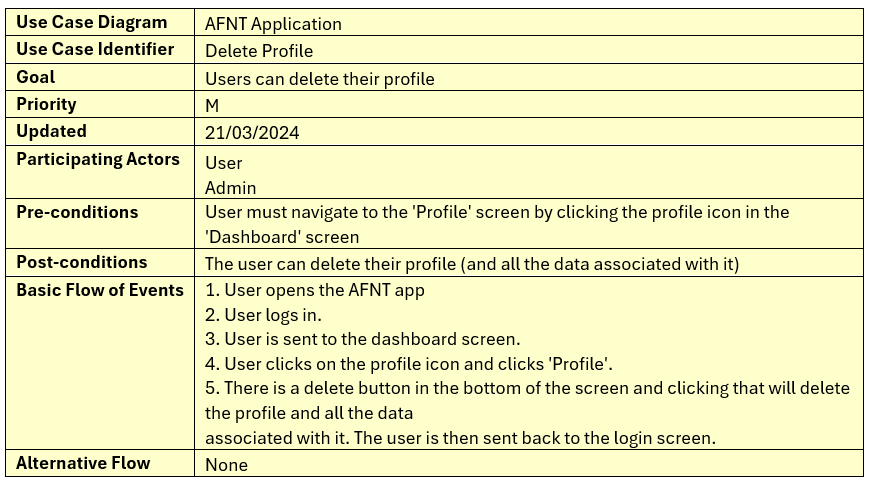 Use Case Diagram AFNT Application
Use Case Identifier Delete Profile
Goal Users can delete their profile
Priority M
Updated 21/03/2024
Participating Actors User
Admin
Pre-conditions User must navigate to the 'Profile' screen by clicking the profile icon in the
'Dashboard' screen
Post-conditions The user can delete their profile (and all the data associated with it)
Basic Flow of Events 1. User opens the AFNT app
2. User logs in.
3. User is sent to the dashboard screen.
4. User clicks on the profile icon and clicks 'Profile'.
5. There is a delete button in the bottom of the screen and clicking that will delete
the profile and all the data
associated with it. The user is then sent back to the login screen.
Alternative Flow None